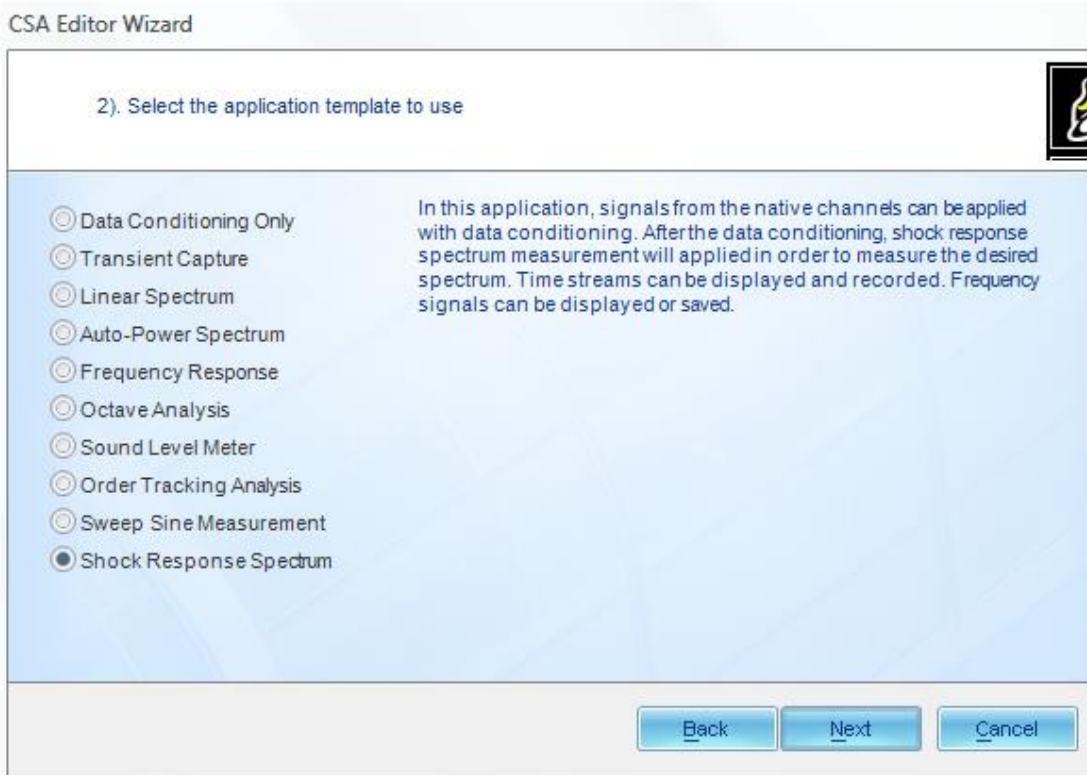 CSA Editor Wizard
2). Select the application template to use
Data Conditioning Only
Transient Capture
Linear Spectrum
Auto-Power Spectrum
Frequency Response
Octave Analysis
Sound Level Meter
Order Tracking Analysis
Sweep Sine Measurement
Shock Response Spectrum
In this application, signals from the native channels can be applied
with data conditioning. After the data conditioning, shock response
spectrum measurement will applied in order to measure the desired
spectrum. Time streams can be displayed and recorded. Frequency
signals can be displayed or saved.
Back Next Cancel